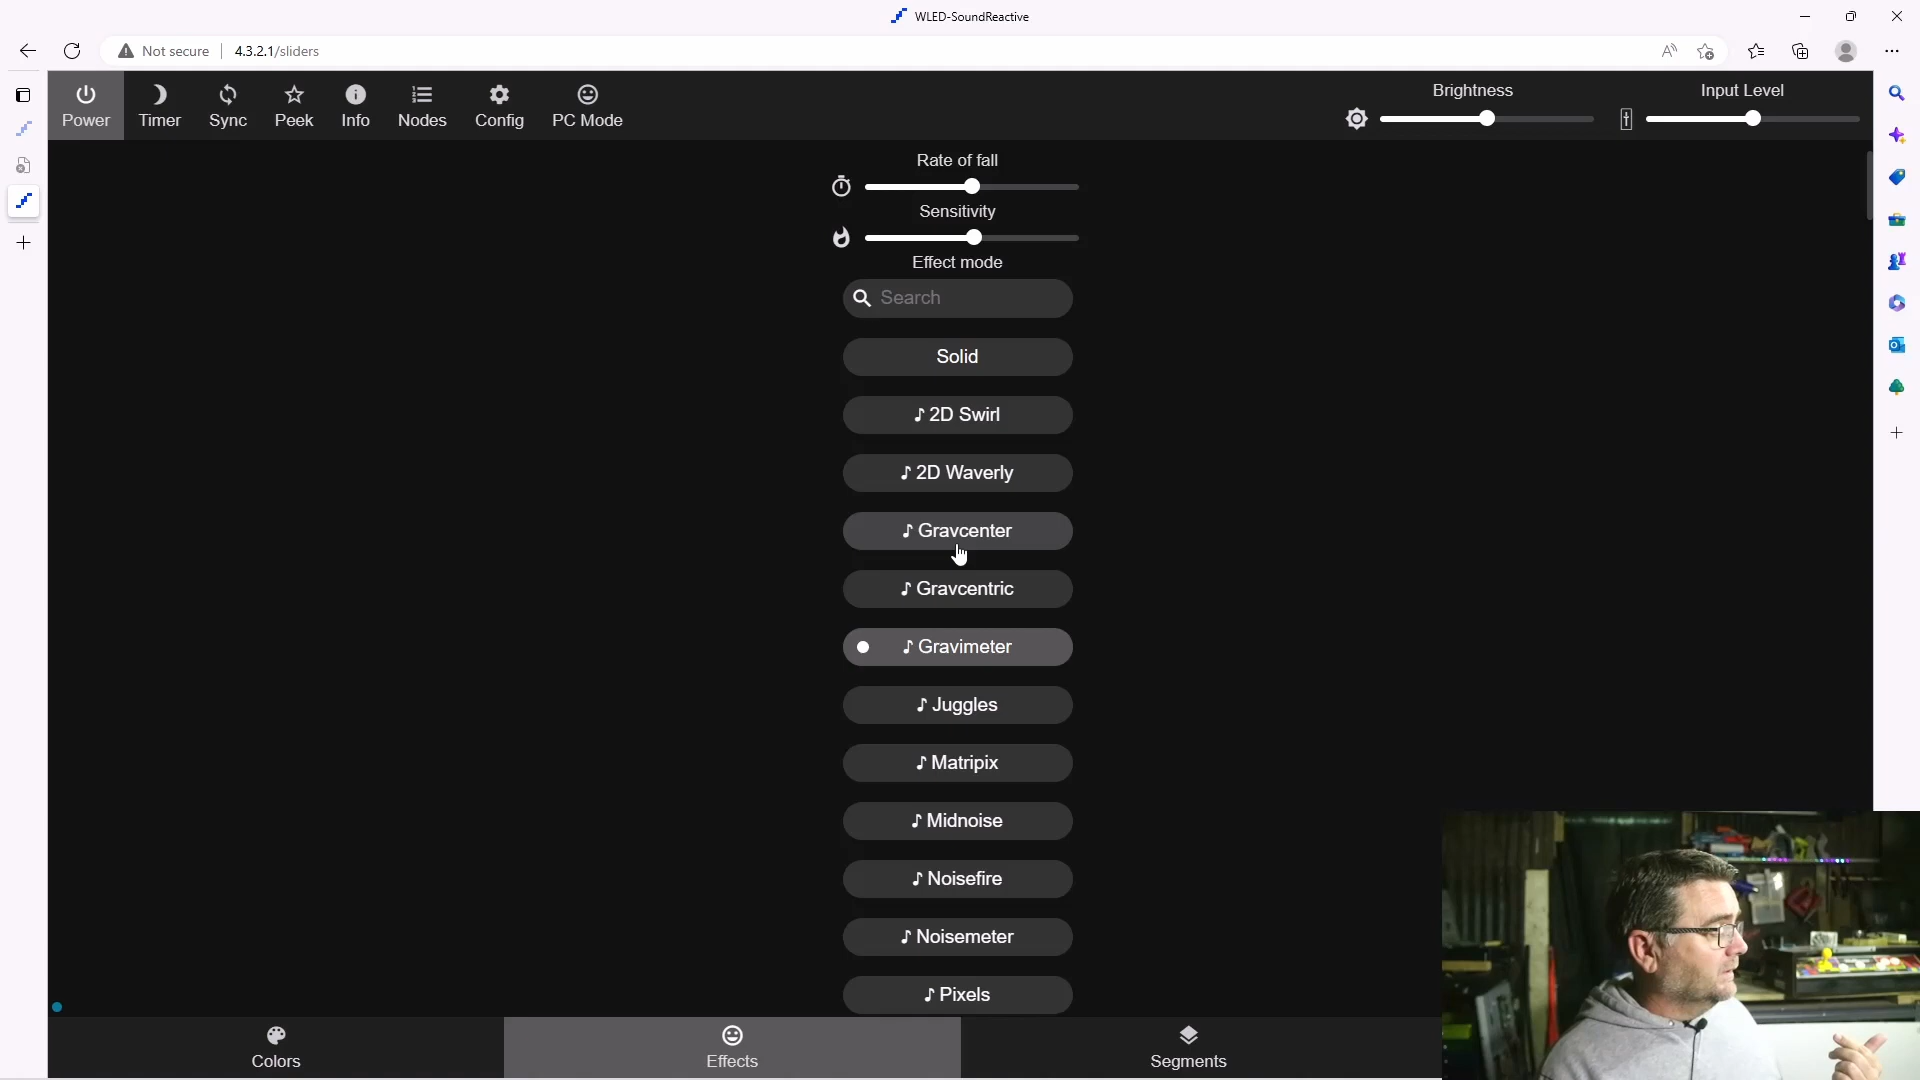 WLED-SoundReactive
Not secure
4.3.2.1/sliders
Power
Timer
Sync
Peek
Info
Nodes
Config
PC Mode
Brightness
Input Level
Rate of fall
Sensitivity
Effect mode
Search
Solid
♪ 2D Swirl
♪ 2D Waverly
♪ Gravcenter
♪ Gravcentric
♪ Gravimeter
♪ Juggles
♪ Matripix
♪ Midnoise
♪ Noisefire
♪ Noisemeter
♪ Pixels
Colors
Effects
Segments